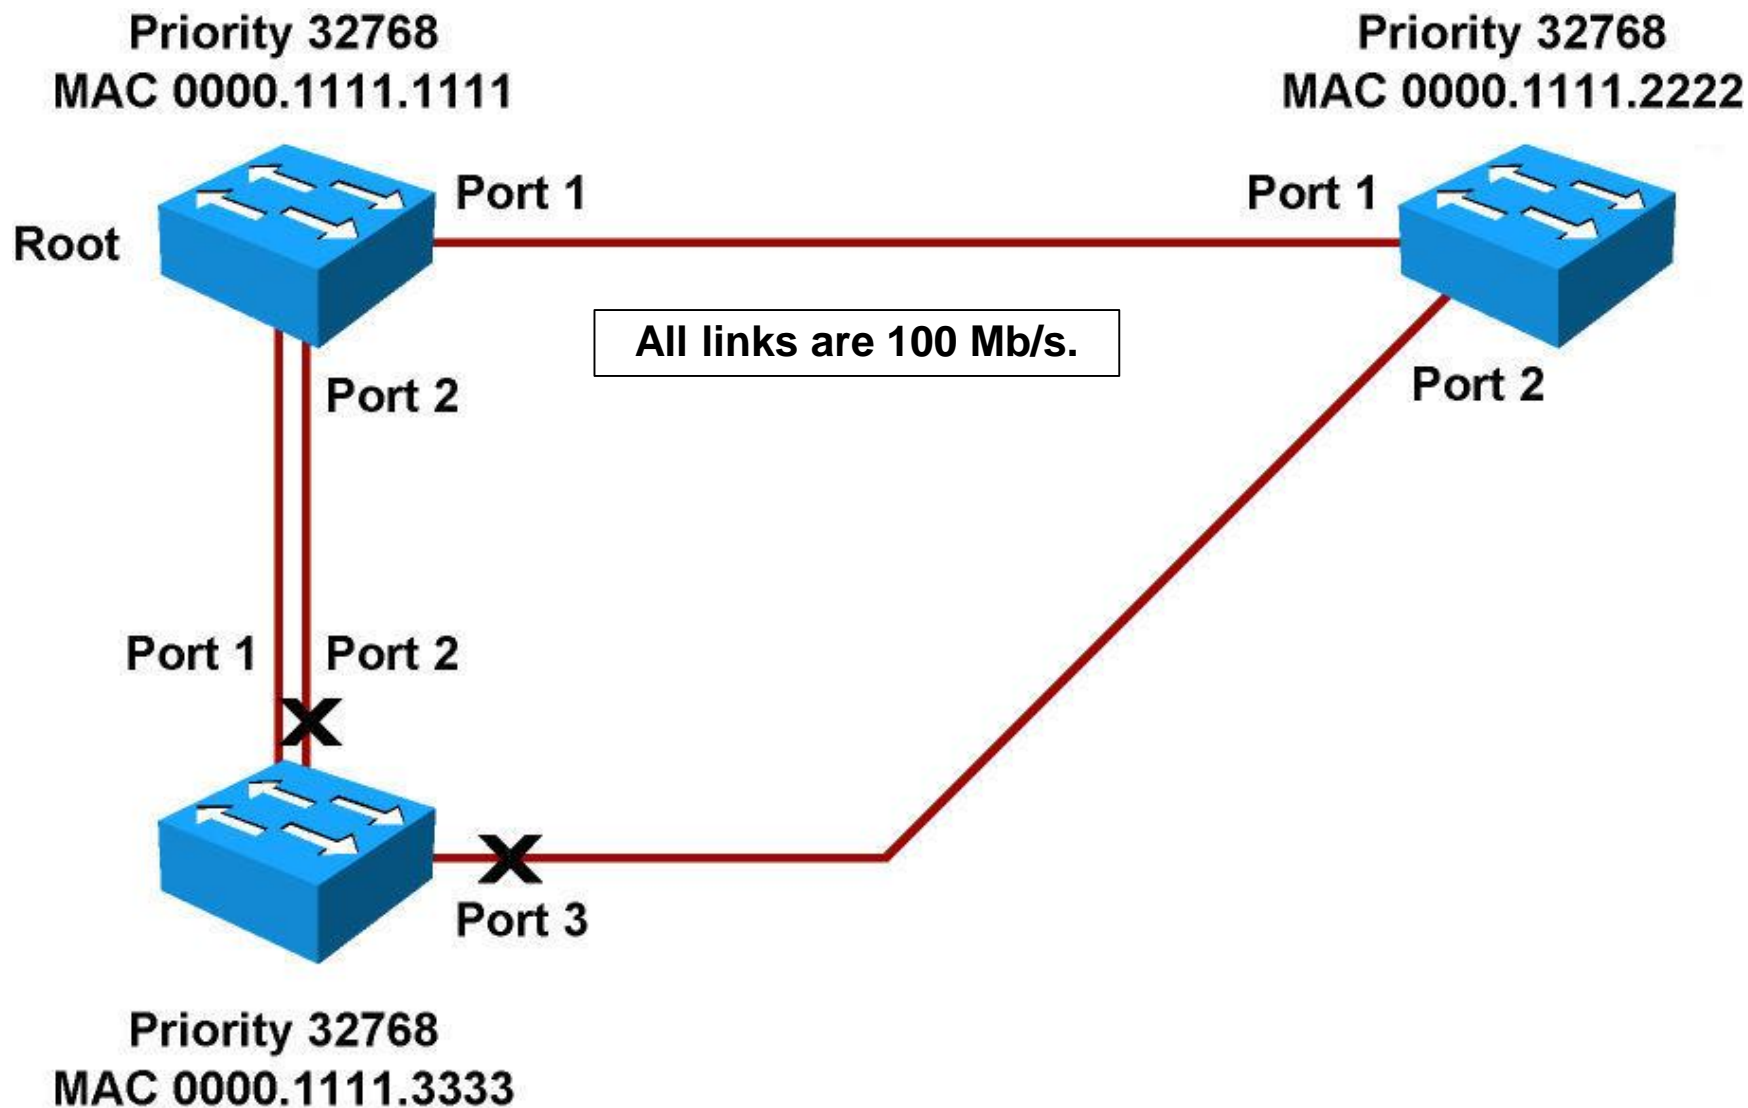 Priority 32768
MAC 0000.1111.1111
Priority 32768
MAC 0000.1111.2222
Port 1
Port 1
Root
All links are 100 Mb/s.
Port 2
Port 2
Port 1
Port 2
X
X
Port 3
Priority 32768
MAC 0000.1111.3333